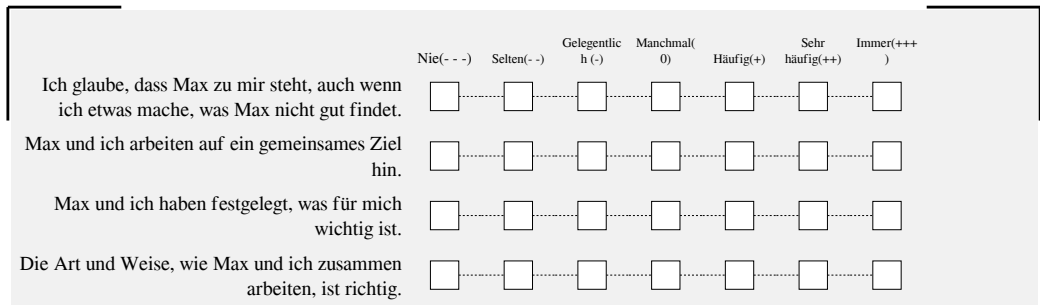 Nie(- - -) Selten(- -) Gelegentlic Manchmal( Häufig(+) Sehr Immer(+++
h (-) 0) häufig(++) )
Ich glaube, dass Max zu mir steht, auch wenn
ich etwas mache, was Max nicht gut findet.
Max und ich arbeiten auf ein gemeinsames Ziel
hin.
Max und ich haben festgelegt, was für mich
wichtig ist.
Die Art und Weise, wie Max und ich zusammen
arbeiten, ist richtig.